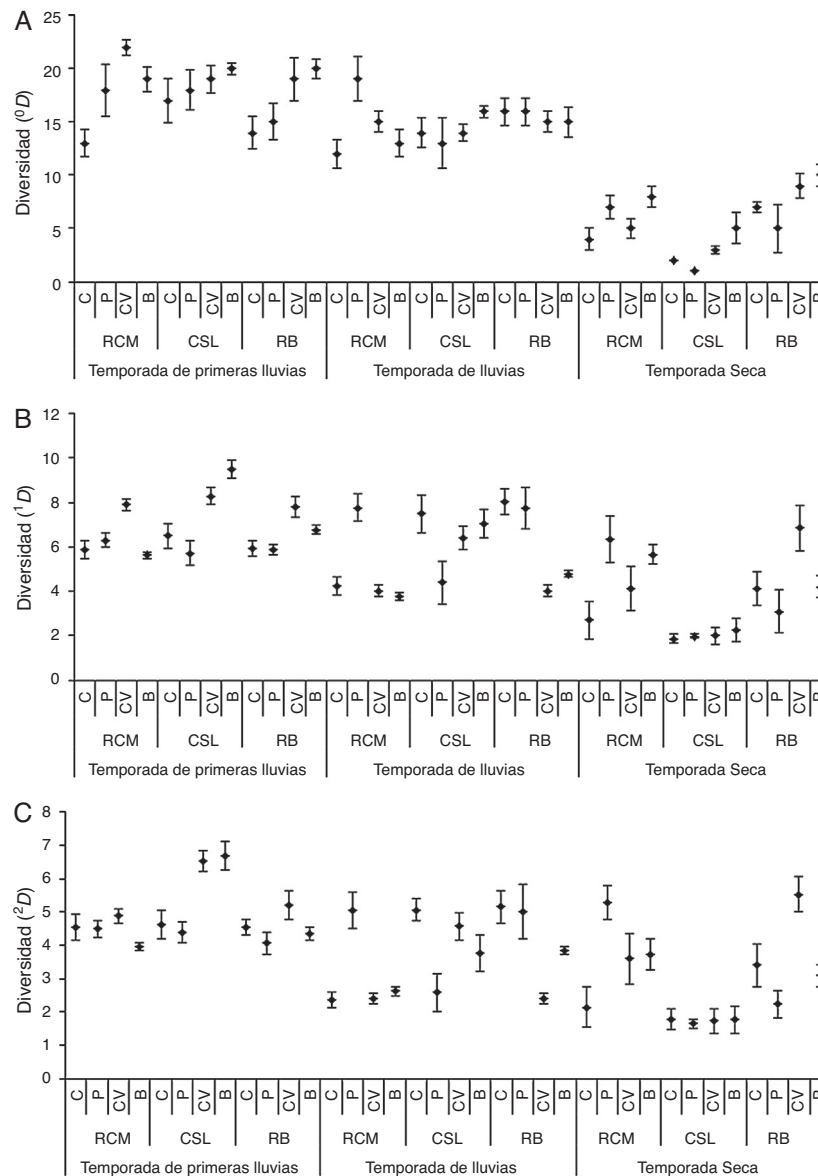 A
Diversidad (⁰D)
25
20
15
10
5
0
C P CV B C P CV B C P CV B C P CV B C P CV B C P CV B C P CV B C P CV B C P CV B
RCM CSL RB RCM CSL RB RCM CSL RB
Temporada de primeras lluvias Temporada de lluvias Temporada Seca
B
Diversidad (¹D)
12
10
8
6
4
2
0
C P CV B C P CV B C P CV B C P CV B C P CV B C P CV B C P CV B C P CV B C P CV B
RCM CSL RB RCM CSL RB RCM CSL RB
Temporada de primeras lluvias Temporada de lluvias Temporada Seca
C
Diversidad (²D)
8
7
6
5
4
3
2
1
0
C P CV B C P CV B C P CV B C P CV B C P CV B C P CV B C P CV B C P CV B C P CV B
RCM CSL RB RCM CSL RB RCM CSL RB
Temporada de primeras lluvias Temporada de lluvias Temporada Seca